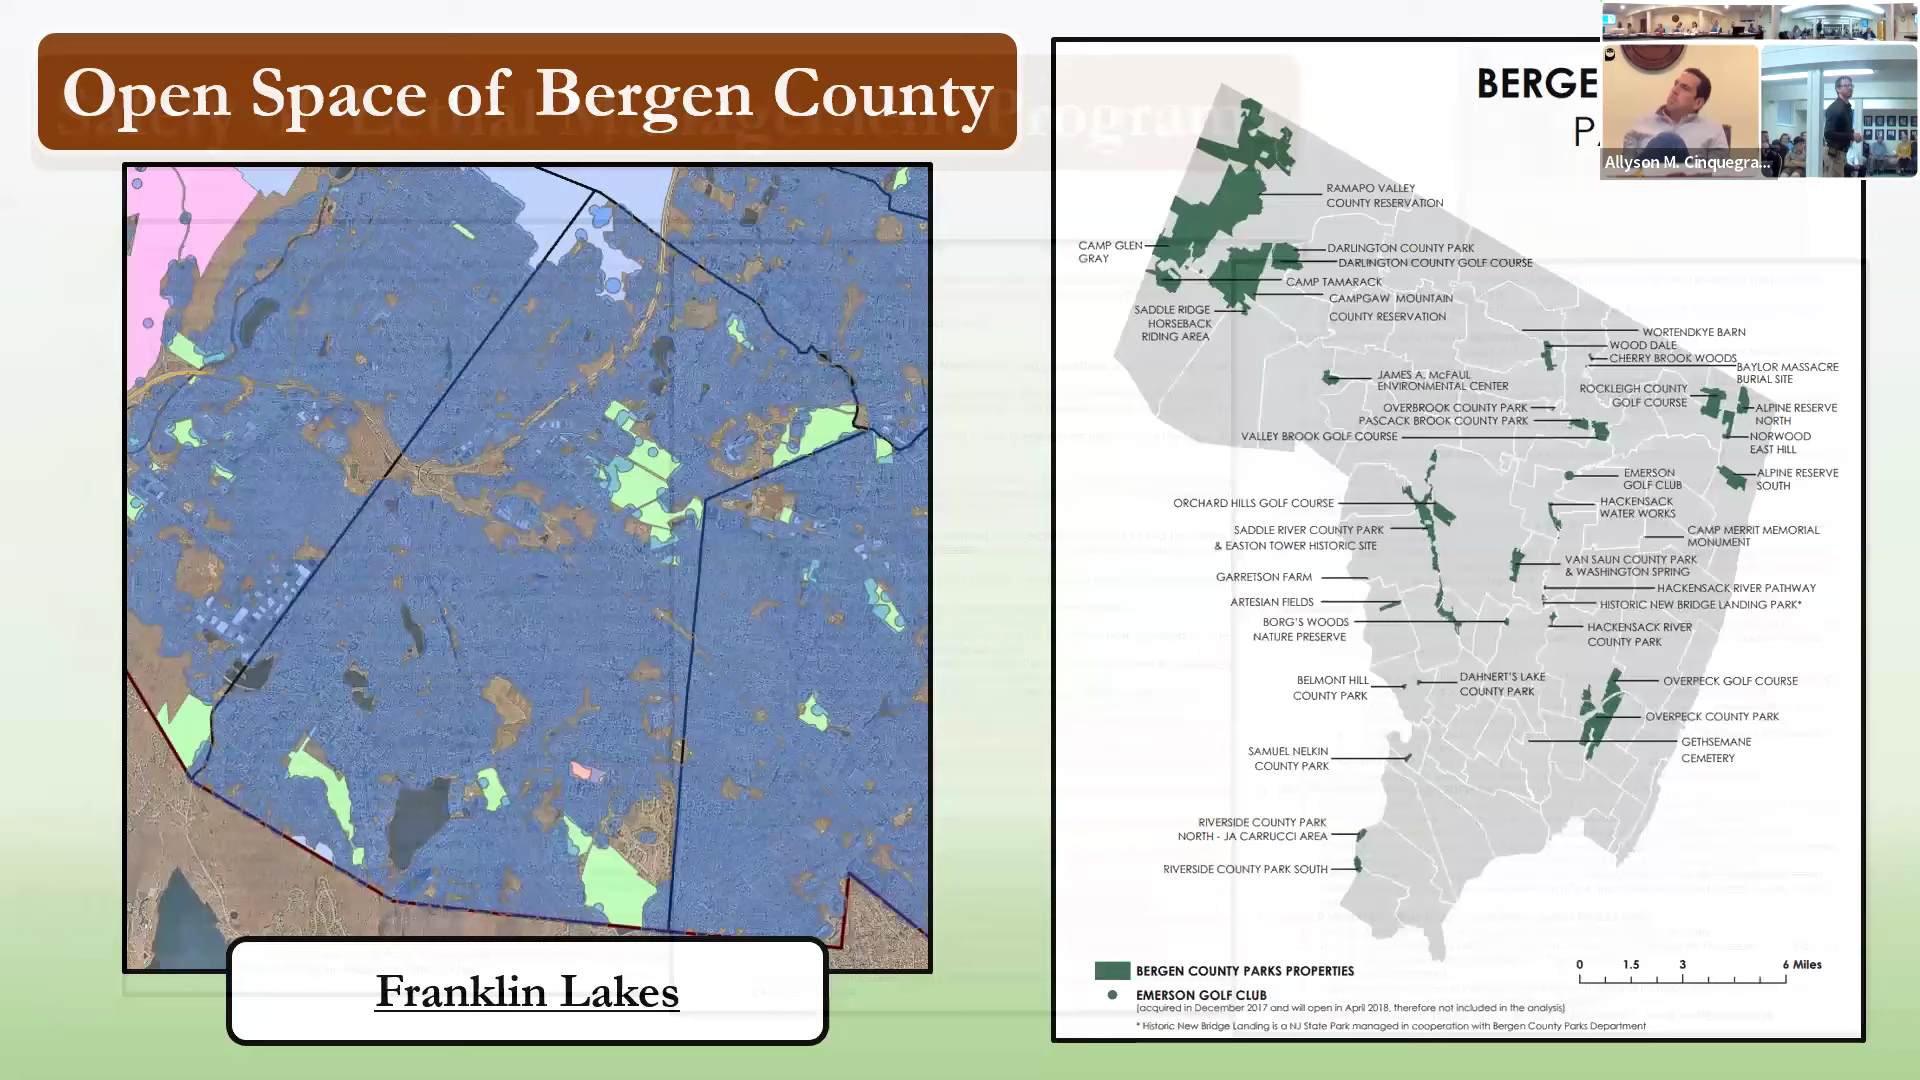 Open Space of Bergen County
Franklin Lakes
BERGE
PA
Allyson M. Cinquegra...
RAMAPO VALLEY
COUNTY RESERVATION
CAMP GLEN
GRAY
DARLINGTON COUNTY PARK
DARLINGTON COUNTY GOLF COURSE
CAMP TAMARACK
CAMPGAW MOUNTAIN
COUNTY RESERVATION
SADDLE RIDGE
HORSEBACK
RIDING AREA
WORTENDKYE BARN
WOOD DALE
CHERRY BROOK WOODS
BAYLOR MASSACRE
BURIAL SITE
JAMES A. McFAUL
ENVIRONMENTAL CENTER
ROCKLEIGH COUNTY
GOLF COURSE
OVERBROOK COUNTY PARK
PASCACK BROOK COUNTY PARK
ALPINE RESERVE
NORTH
VALLEY BROOK GOLF COURSE
NORWOOD
EAST HILL
EMERSON
GOLF CLUB
ALPINE RESERVE
SOUTH
ORCHARD HILLS GOLF COURSE
HACKENSACK
WATER WORKS
SADDLE RIVER COUNTY PARK
& EASTON TOWER HISTORIC SITE
CAMP MERRIT MEMORIAL
MONUMENT
VAN SAUN COUNTY PARK
& WASHINGTON SPRING
GARRETSON FARM
HACKENSACK RIVER PATHWAY
ARTESIAN FIELDS
HISTORIC NEW BRIDGE LANDING PARK*
BORG'S WOODS
NATURE PRESERVE
HACKENSACK RIVER
COUNTY PARK
BELMONT HILL
COUNTY PARK
DAHNERT'S LAKE
COUNTY PARK
OVERPECK GOLF COURSE
OVERPECK COUNTY PARK
GETHSEMANE
CEMETERY
SAMUEL NELKIN
COUNTY PARK
RIVERSIDE COUNTY PARK
NORTH - JA CARRUCCI AREA
RIVERSIDE COUNTY PARK SOUTH
0 1.5 3 6 Miles
BERGEN COUNTY PARKS PROPERTIES
EMERSON GOLF CLUB
(acquired in December 2017 and will open in April 2018, therefore not included in the analysis)
* Historic New Bridge Landing is a NJ State Park managed in cooperation with Bergen County Parks Department